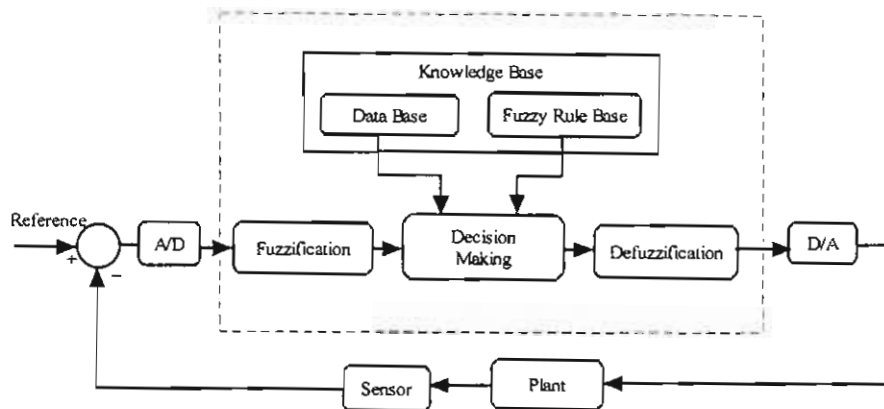 Knowledge Base
Data Base
Fuzzy Rule Base
Reference
+
−
A/D
Fuzzification
Decision
Making
Defuzzification
D/A
Sensor
Plant